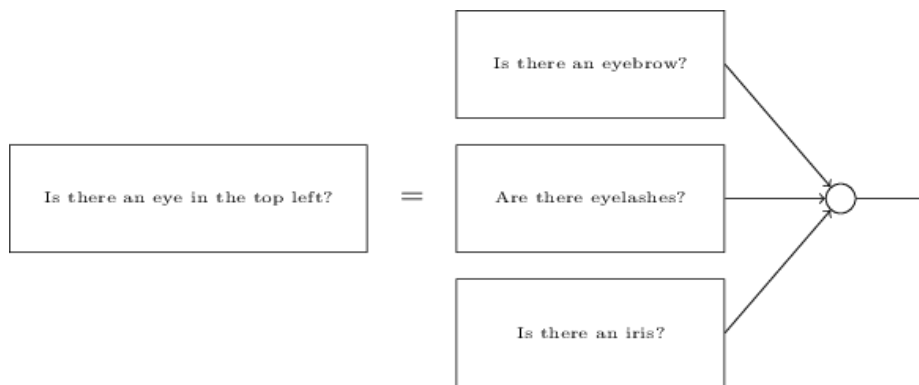 Is there an eyebrow?
Is there an eye in the top left?
=
Are there eyelashes?
Is there an iris?